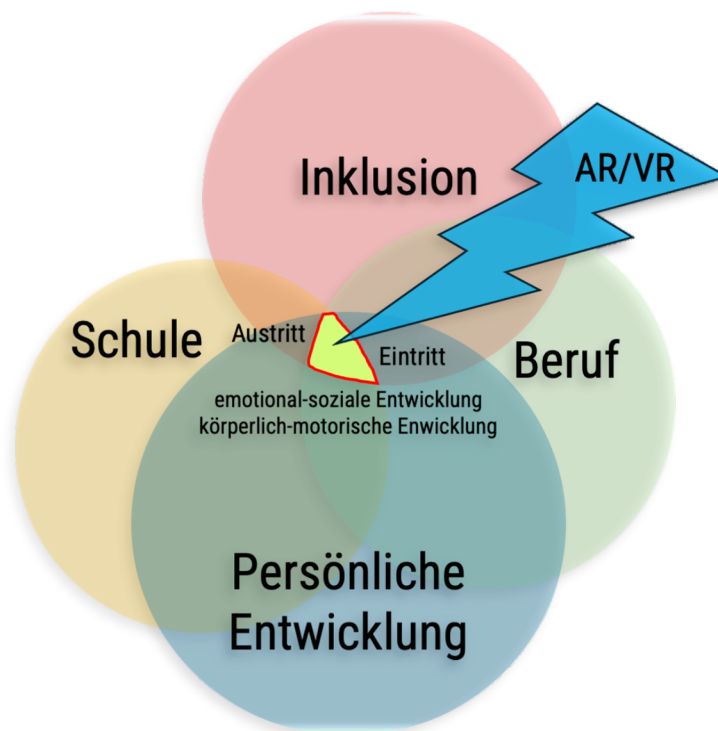 Inklusion
AR/VR
Schule
Austritt
Eintritt
Beruf
emotional-soziale Entwicklung
körperlich-motorische Enwicklung
Persönliche
Entwicklung